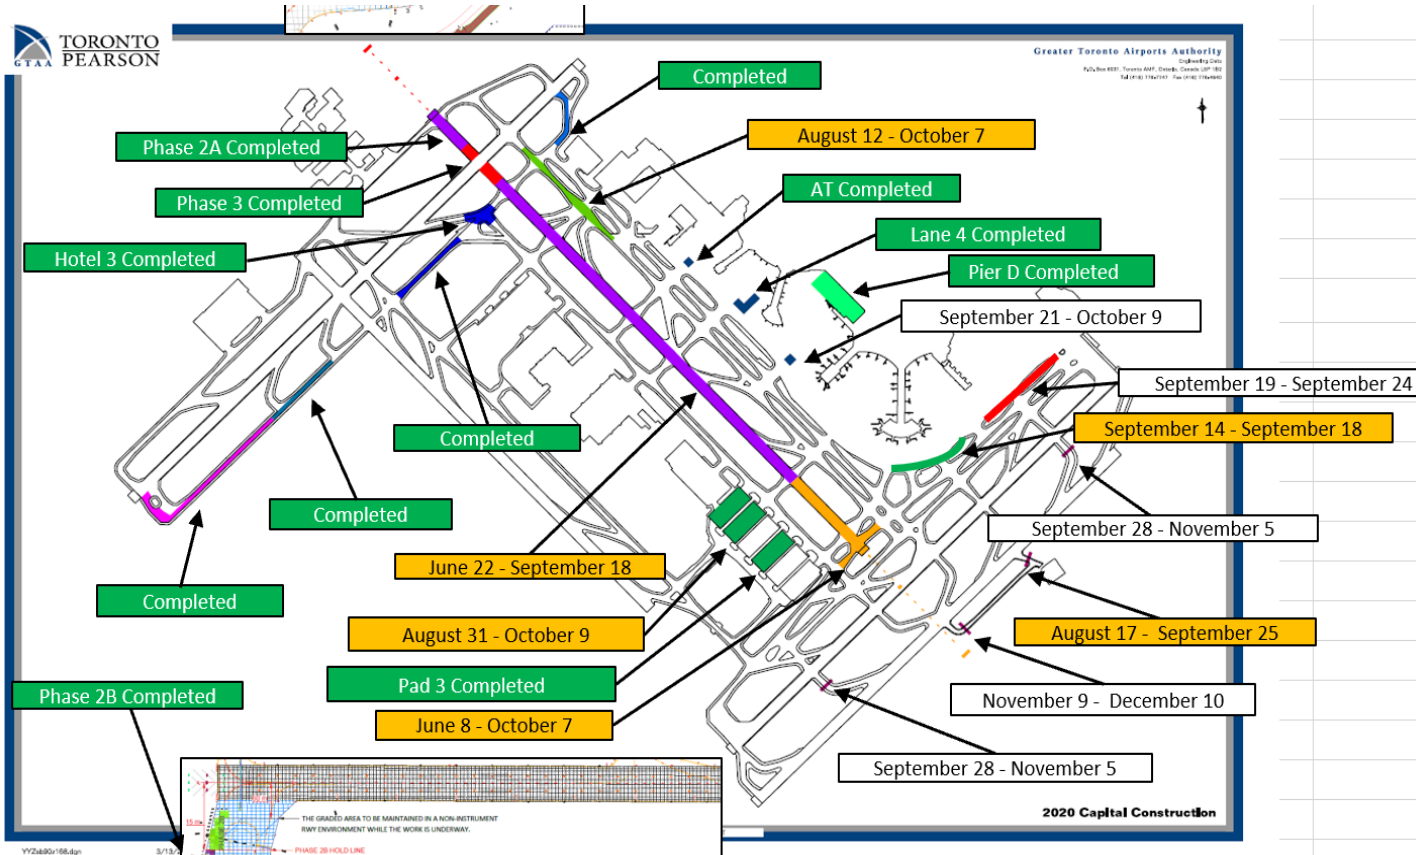 TORONTO
PEARSON
GTAA
Greater Toronto Airports Authority
Engineering Data
Completed
August 12 - October 7
Phase 2A Completed
AT Completed
Phase 3 Completed
Lane 4 Completed
Hotel 3 Completed
Pier D Completed
September 21 - October 9
September 19 - September 24
September 14 - September 18
Completed
Completed
September 28 - November 5
June 22 - September 18
Completed
August 31 - October 9
August 17 - September 25
Pad 3 Completed
Phase 2B Completed
November 9 - December 10
June 8 - October 7
September 28 - November 5
2020 Capital Construction
THE GRADED AREA TO BE MAINTAINED IN A NON-INSTRUMENT
RWY ENVIRONMENT WHILE THE WORK IS UNDERWAY.
15 m
PHASE 2B HOLD LINE